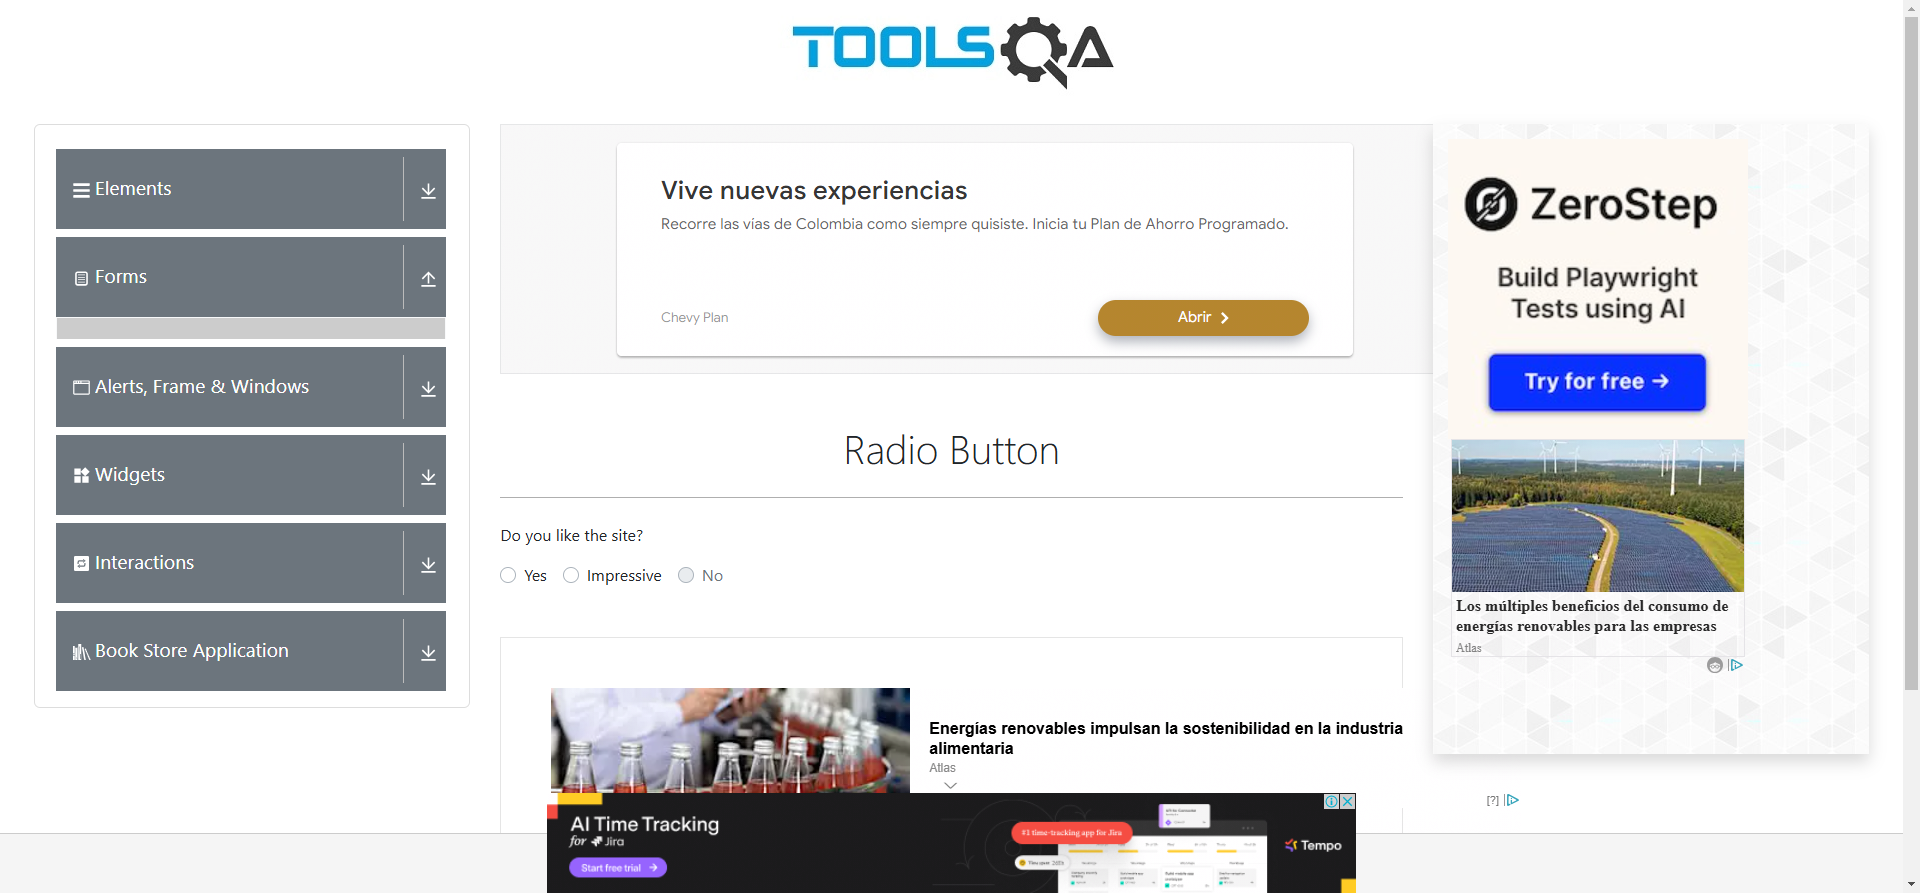 TOOLSQA
Elements
Forms
Alerts, Frame & Windows
Widgets
Interactions
Book Store Application
Vive nuevas experiencias
Recorre las vías de Colombia como siempre quisiste. Inicia tu Plan de Ahorro Programado.
Chevy Plan
Abrir
Radio Button
Do you like the site?
Yes
Impressive
No
Energías renovables impulsan la sostenibilidad en la industria
alimentaria
Atlas
ZeroStep
Build Playwright
Tests using AI
Try for free →
Los múltiples beneficios del consumo de
energías renovables para las empresas
Atlas
[?]
AI Time Tracking
for Jira
Start free trial →
#1 time-tracking app for Jira
Tempo